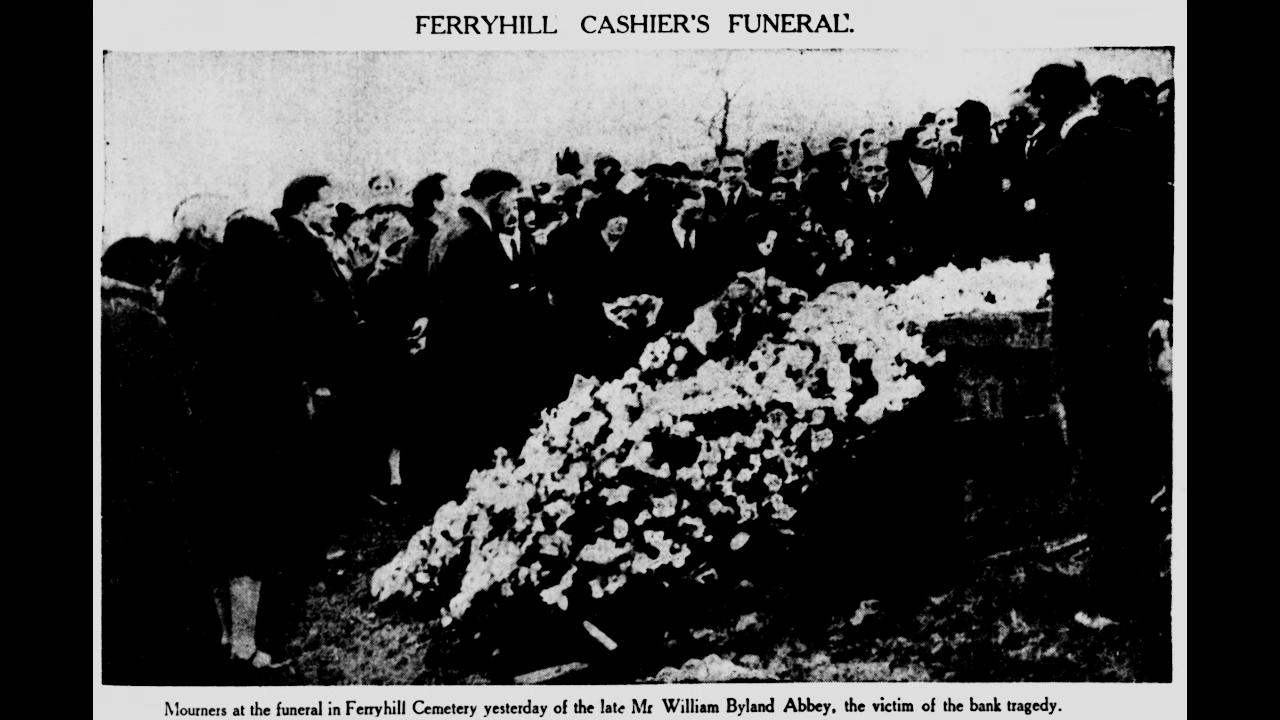 FERRYHILL CASHIER'S FUNERAL.
Mourners at the funeral in Ferryhill Cemetery yesterday of the late Mr William Byland Abbey, the victim of the bank tragedy.